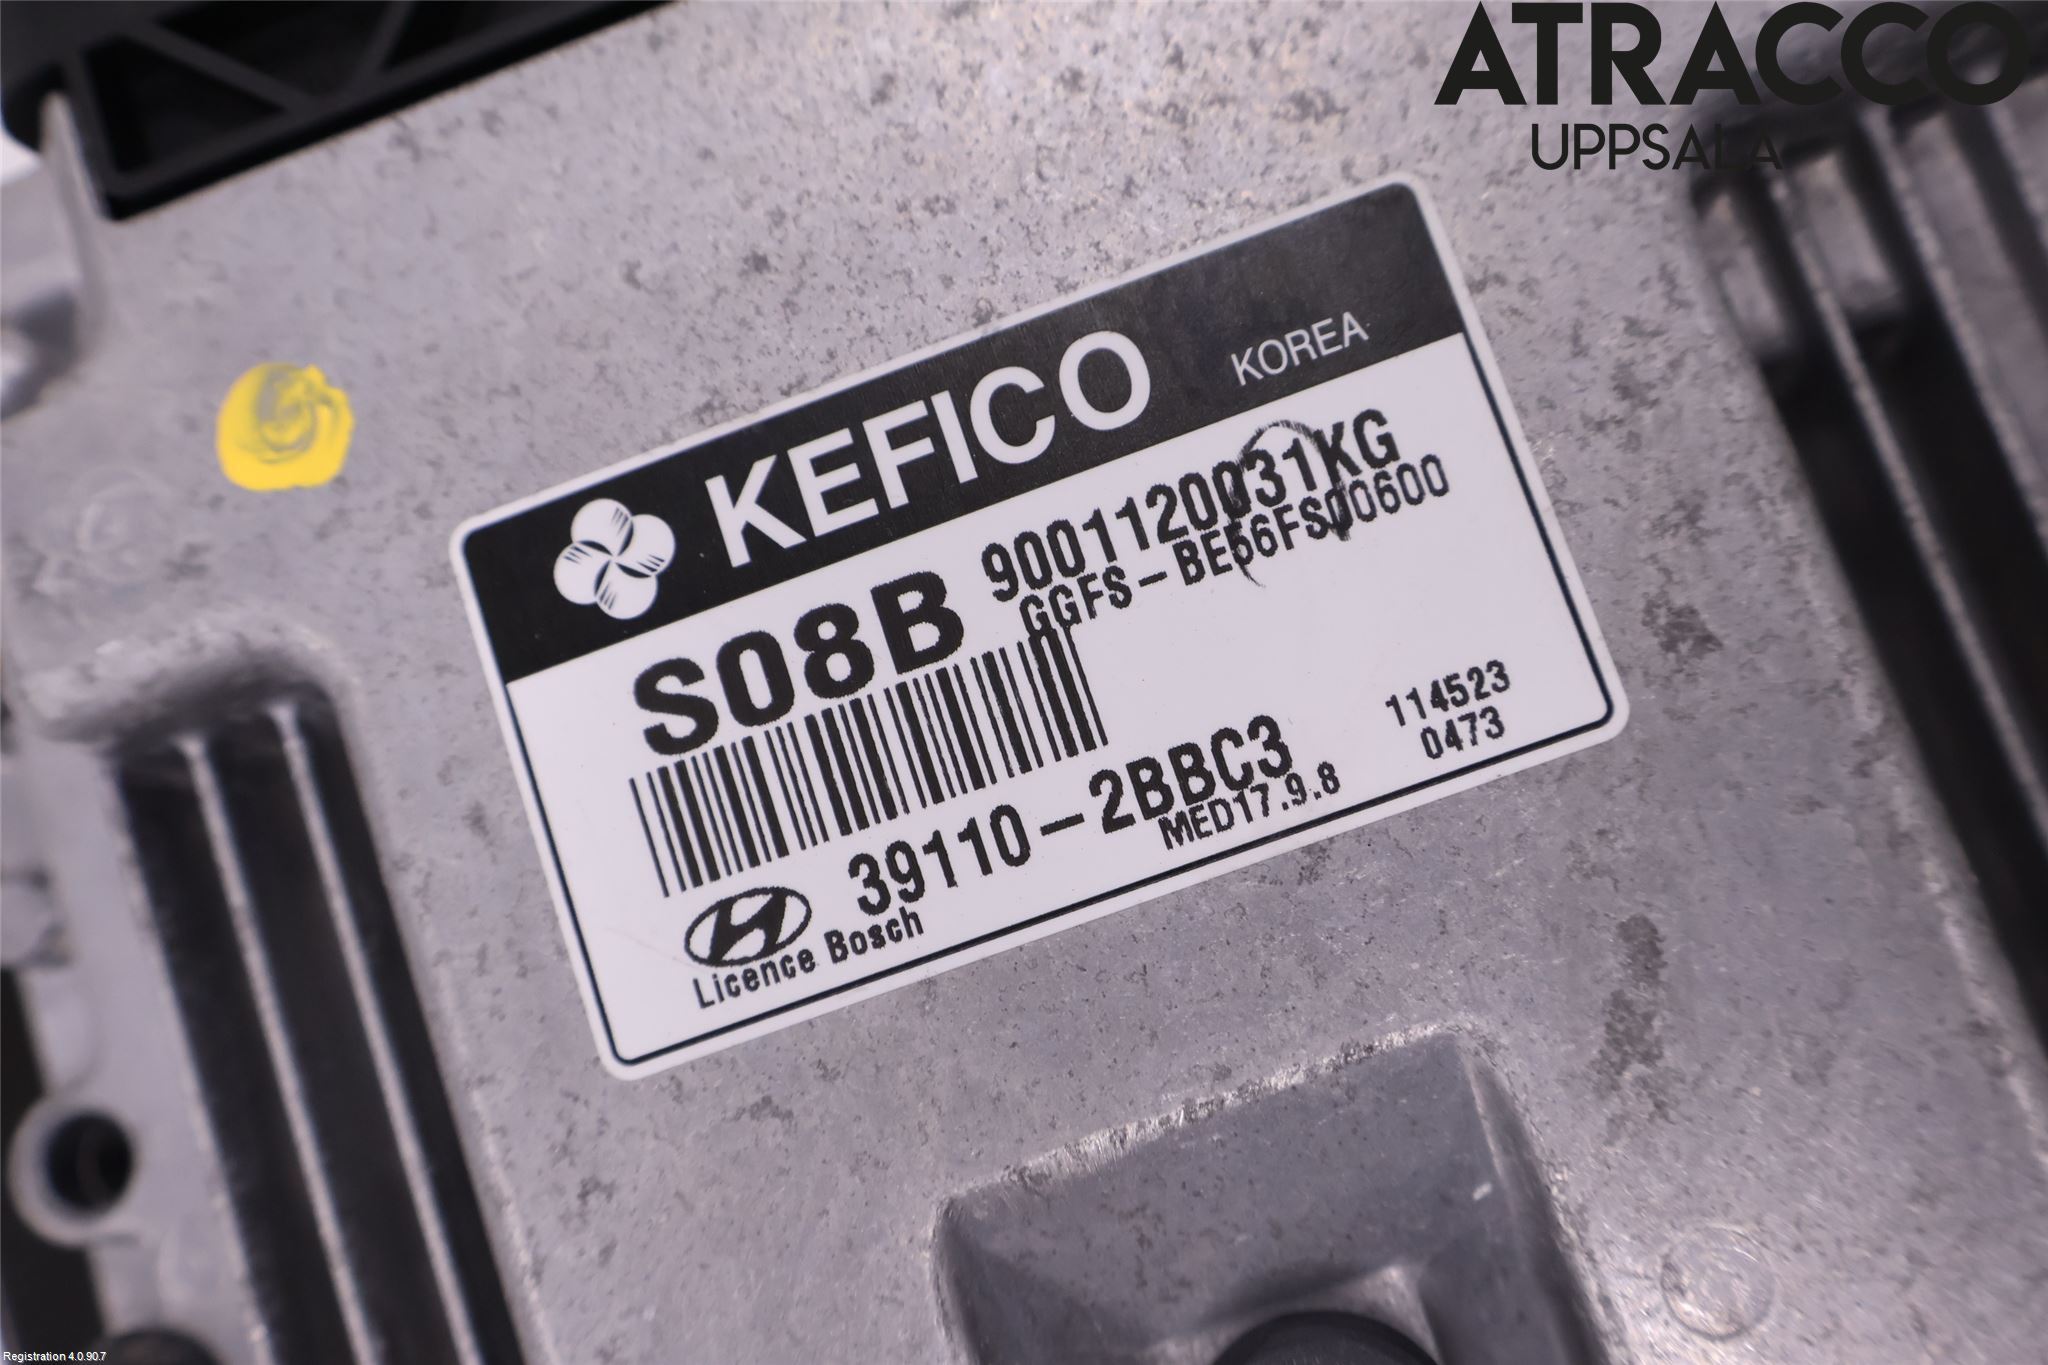 ATRACCO
UPPSALA
KEFICO KOREA
S08B
9001120031KG
GGFS-BE56FS00600
114523
0473
39110-2BBC3
MED17.9.8
Licence Bosch
Registration 4.0.90.7